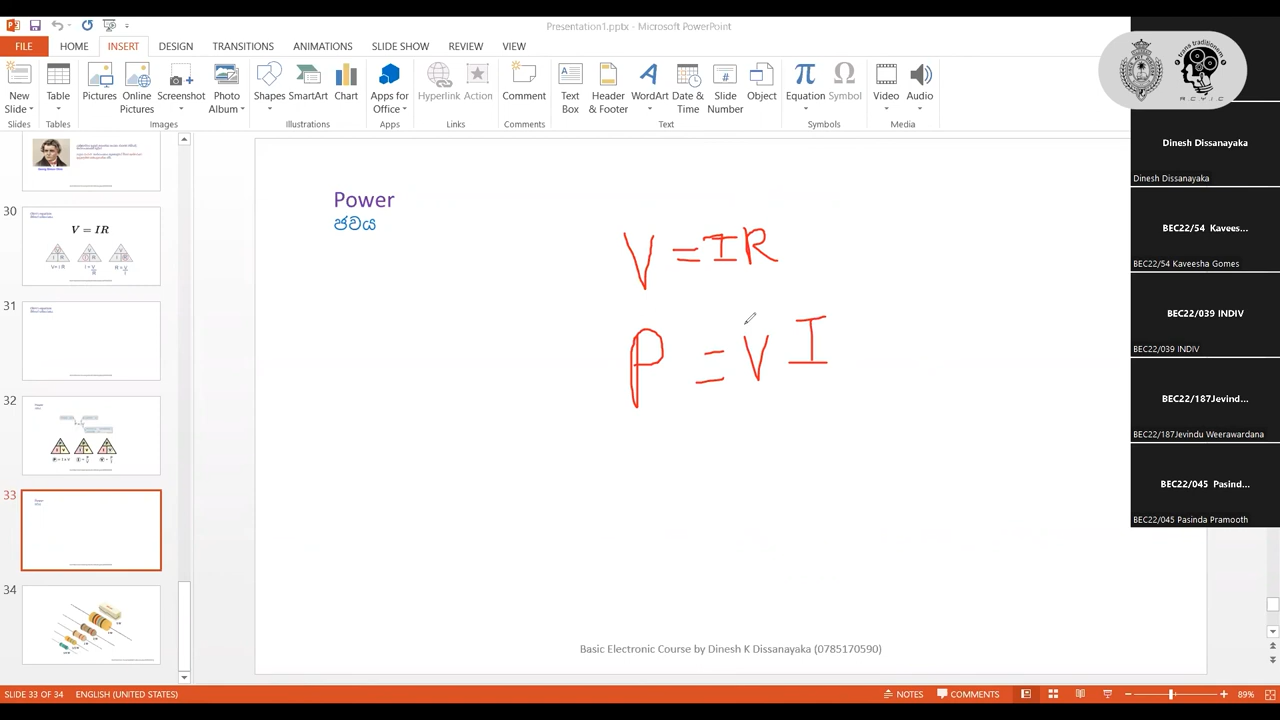 Presentation1.pptx - Microsoft PowerPoint
FILE HOME INSERT DESIGN TRANSITIONS ANIMATIONS SLIDE SHOW REVIEW VIEW
New Slide Table Pictures Online Pictures Screenshot Photo Album Shapes SmartArt Chart Apps for Office Hyperlink Action Comment Text Box Header & Footer WordArt Date & Time Slide Number Object Equation Symbol Video Audio
Slides Tables Images Illustrations Apps Links Comments Text Symbols Media
30
V = IR
31
32
33
34
Power
ජවය
V = IR
P = V I
Basic Electronic Course by Dinesh K Dissanayaka (0785170590)
Dinesh Dissanayaka
Dinesh Dissanayaka
BEC22/54 Kavees...
BEC22/54 Kaveesha Gomes
BEC22/039 INDIV
BEC22/039 INDIV
BEC22/187Jevind...
BEC22/187Jevindu Weerawardana
BEC22/045 Pasind...
BEC22/045 Pasinda Pramooth
RCYIC
SLIDE 33 OF 34 ENGLISH (UNITED STATES) NOTES COMMENTS 89%